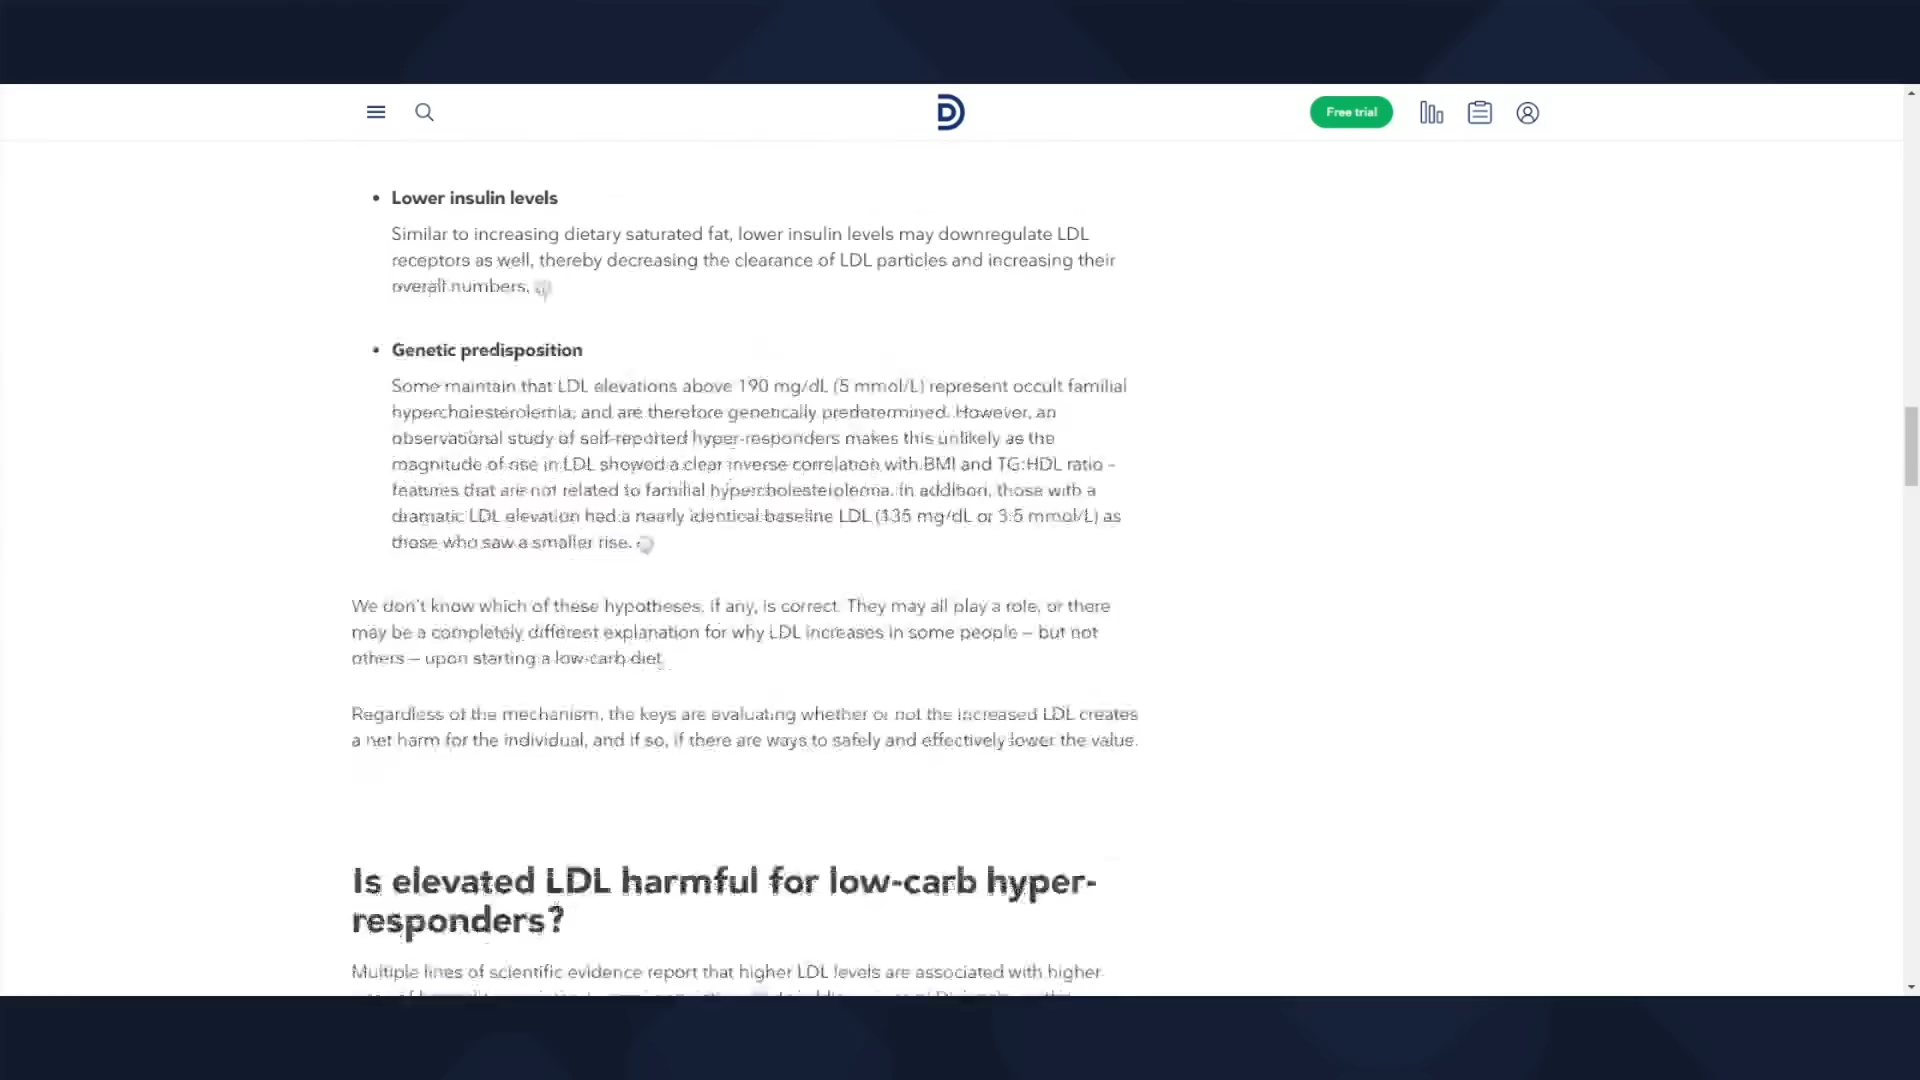 Free trial
Lower insulin levels
Similar to increasing dietary saturated fat, lower insulin levels may downregulate LDL
receptors as well, thereby decreasing the clearance of LDL particles and increasing their
overall numbers.
Genetic predisposition
Some maintain that LDL elevations above 190 mg/dL (5 mmol/L) represent occult familial
hypercholesterolemia, and are therefore genetically predetermined. However, an
observational study of self-reported hyper-responders makes this unlikely as the
magnitude of rise in LDL showed a clear inverse correlation with BMI and TG:HDL ratio –
features that are not related to familial hypercholesterolemia. In addition, those with a
dramatic LDL elevation had a nearly identical baseline LDL (135 mg/dL or 3.5 mmol/L) as
those who saw a smaller rise.
We don't know which of these hypotheses, if any, is correct. They may all play a role, or there
may be a completely different explanation for why LDL increases in some people – but not
others – upon starting a low-carb diet.
Regardless of the mechanism, the keys are evaluating whether or not the increased LDL creates
a net harm for the individual, and if so, if there are ways to safely and effectively lower the value.
Is elevated LDL harmful for low-carb hyper-
responders?
Multiple lines of scientific evidence report that higher LDL levels are associated with higher